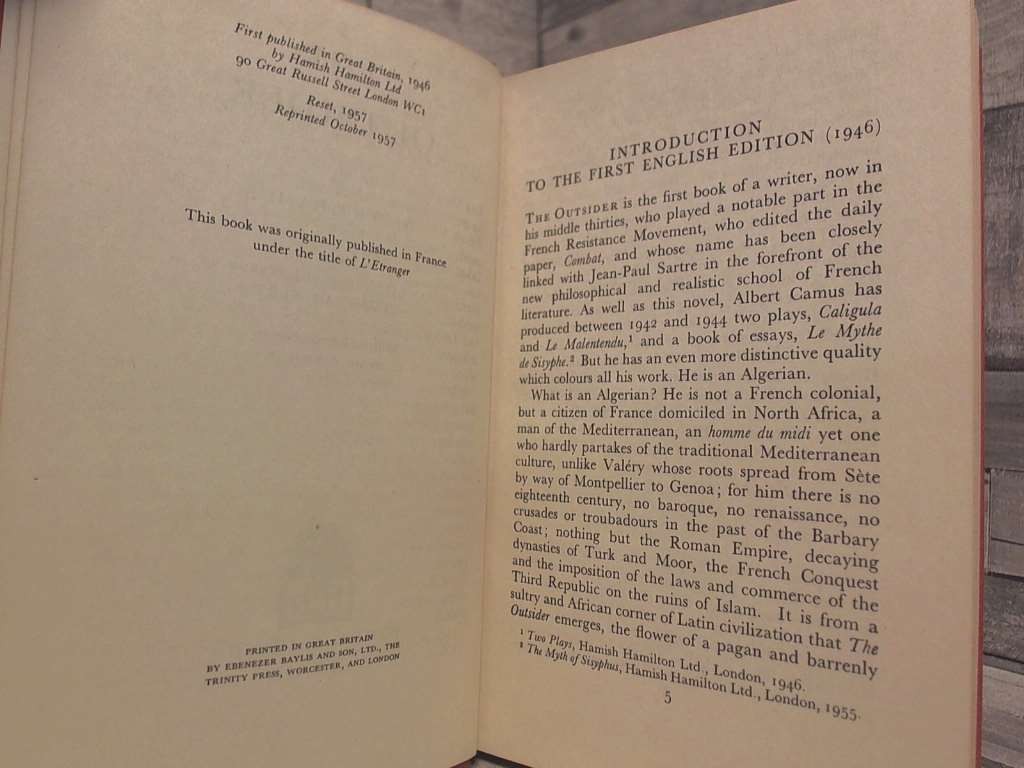 First published in Great Britain, 1946
by Hamish Hamilton Ltd
90 Great Russell Street London WC1
Reset, 1957
Reprinted October 1957
This book was originally published in France
under the title of L'Etranger
PRINTED IN GREAT BRITAIN
BY EBENEZER BAYLIS AND SON, LTD., THE
TRINITY PRESS, WORCESTER, AND LONDON
INTRODUCTION
TO THE FIRST ENGLISH EDITION (1946)
THE OUTSIDER is the first book of a writer, now in
his middle thirties, who played a notable part in the
French Resistance Movement, who edited the daily
paper, Combat, and whose name has been closely
linked with Jean-Paul Sartre in the forefront of the
new philosophical and realistic school of French
literature. As well as this novel, Albert Camus has
produced between 1942 and 1944 two plays, Caligula
and Le Malentendu,¹ and a book of essays, Le Mythe
de Sisyphe.² But he has an even more distinctive quality
which colours all his work. He is an Algerian.
What is an Algerian? He is not a French colonial,
but a citizen of France domiciled in North Africa, a
man of the Mediterranean, an homme du midi yet one
who hardly partakes of the traditional Mediterranean
culture, unlike Valéry whose roots spread from Sète
by way of Montpellier to Genoa; for him there is no
eighteenth century, no baroque, no renaissance, no
crusades or troubadours in the past of the Barbary
Coast; nothing but the Roman Empire, decaying
dynasties of Turk and Moor, the French Conquest
and the imposition of the laws and commerce of the
Third Republic on the ruins of Islam. It is from a
sultry and African corner of Latin civilization that The
Outsider emerges, the flower of a pagan and barrenly
¹ Two Plays, Hamish Hamilton Ltd., London, 1946.
² The Myth of Sisyphus, Hamish Hamilton Ltd., London, 1955.
5